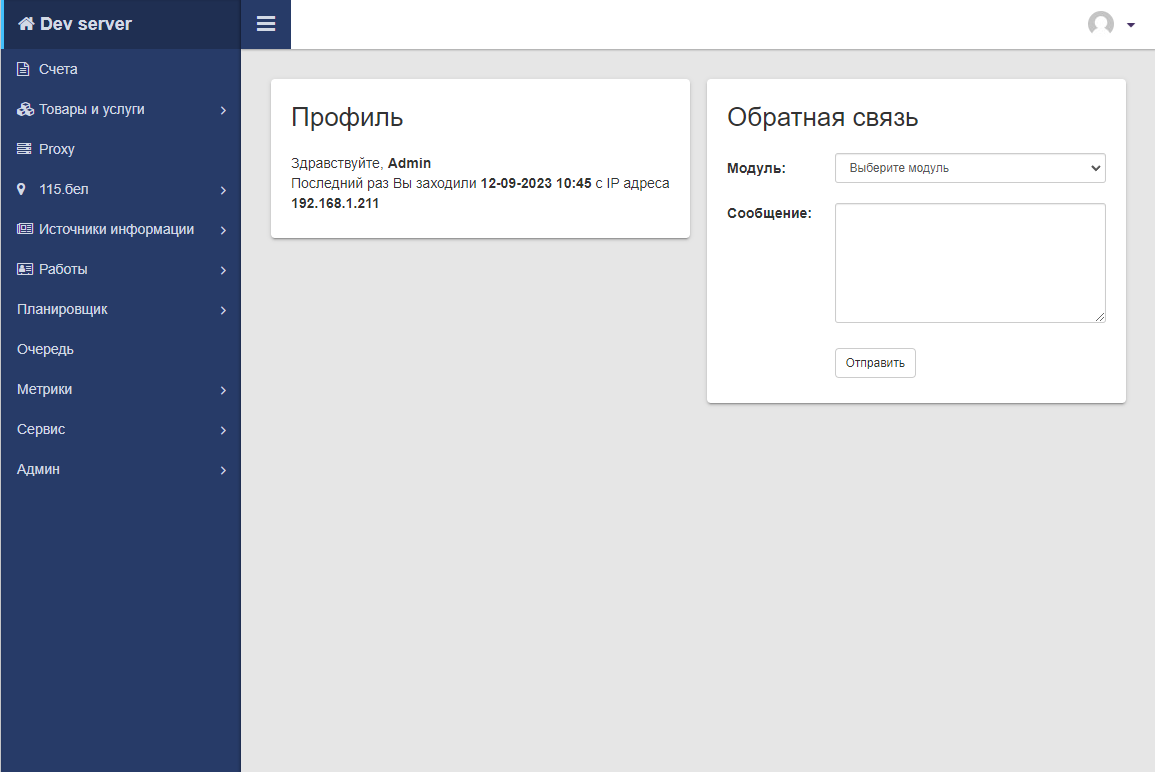 Dev server
Счета
Товары и услуги
Proxy
115.бел
Источники информации
Работы
Планировщик
Очередь
Метрики
Сервис
Админ
Профиль
Здравствуйте, Admin
Последний раз Вы заходили 12-09-2023 10:45 с IP адреса
192.168.1.211
Обратная связь
Модуль:
Выберите модуль
Сообщение:
Отправить